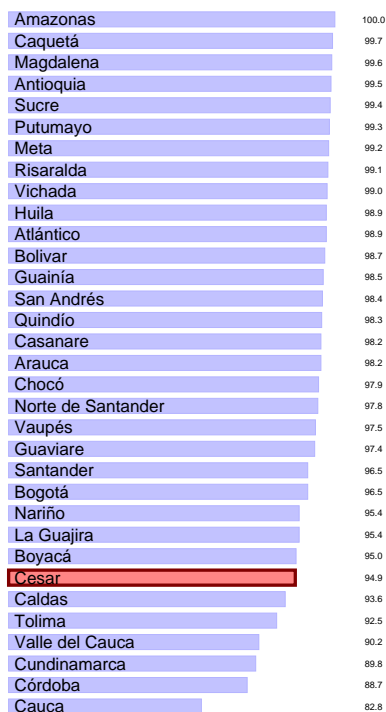 Amazonas 100.0
Caquetá 99.7
Magdalena 99.6
Antioquia 99.5
Sucre 99.4
Putumayo 99.3
Meta 99.2
Risaralda 99.1
Vichada 99.0
Huila 98.9
Atlántico 98.9
Bolivar 98.7
Guainía 98.5
San Andrés 98.4
Quindío 98.3
Casanare 98.2
Arauca 98.2
Chocó 97.9
Norte de Santander 97.8
Vaupés 97.5
Guaviare 97.4
Santander 96.5
Bogotá 96.5
Nariño 95.4
La Guajira 95.4
Boyacá 95.0
Cesar 94.9
Caldas 93.6
Tolima 92.5
Valle del Cauca 90.2
Cundinamarca 89.8
Córdoba 88.7
Cauca 82.8